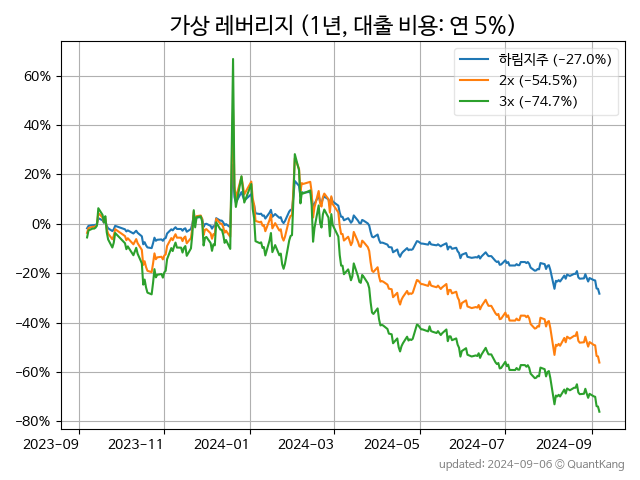 가상 레버리지 (1년, 대출 비용: 연 5%)
하림지주 (-27.0%)
2x (-54.5%)
3x (-74.7%)
60%
40%
20%
0%
-20%
-40%
-60%
-80%
2023-09 2023-11 2024-01 2024-03 2024-05 2024-07 2024-09
updated: 2024-09-06 © QuantKang